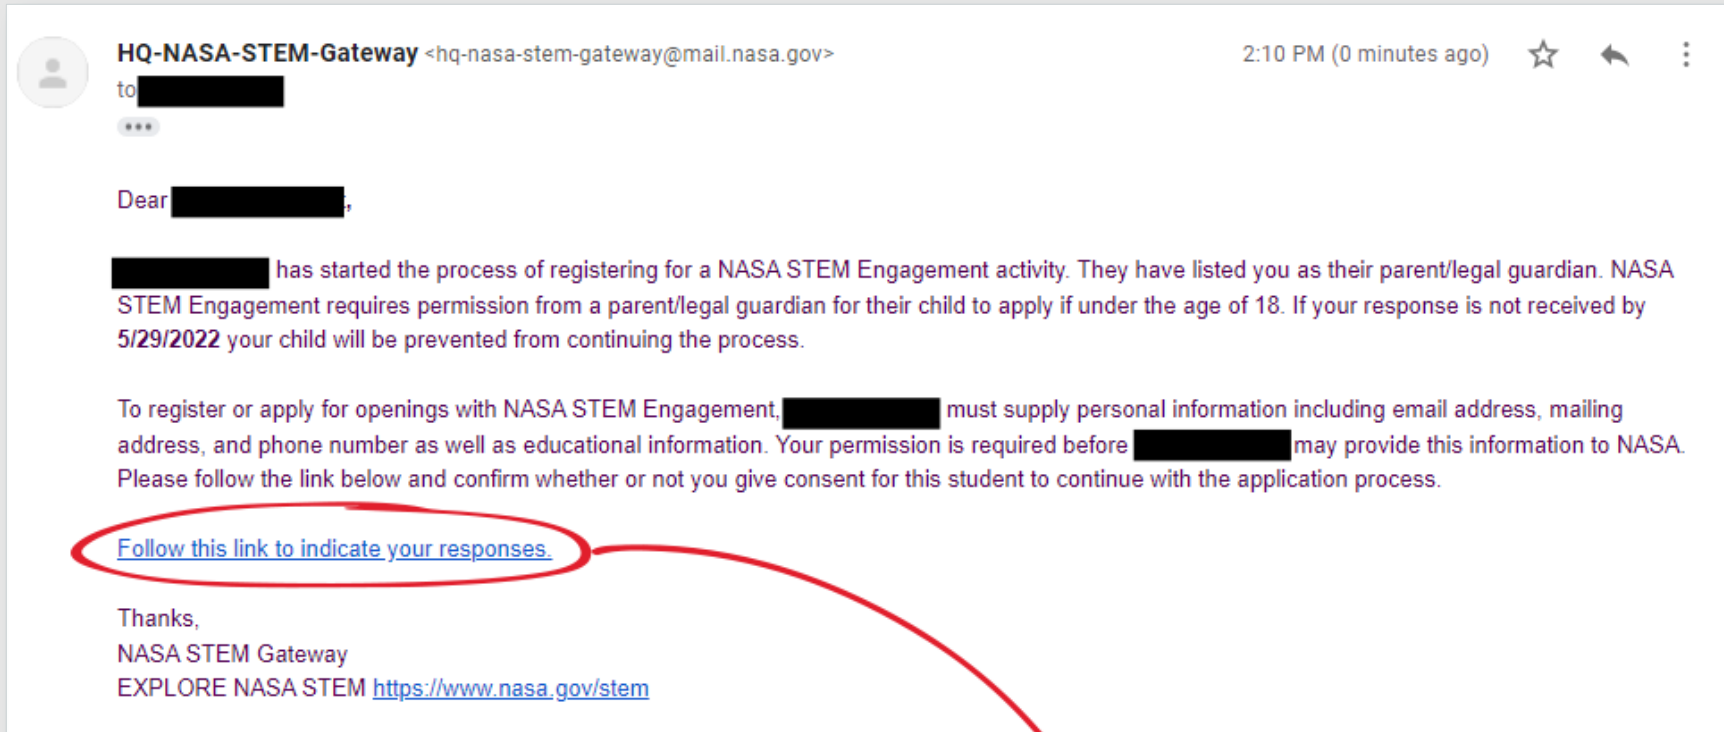 HQ-NASA-STEM-Gateway <hq-nasa-stem-gateway@mail.nasa.gov> 2:10 PM (0 minutes ago)
to
Dear ,
has started the process of registering for a NASA STEM Engagement activity. They have listed you as their parent/legal guardian. NASA
STEM Engagement requires permission from a parent/legal guardian for their child to apply if under the age of 18. If your response is not received by
5/29/2022 your child will be prevented from continuing the process.
To register or apply for openings with NASA STEM Engagement, must supply personal information including email address, mailing
address, and phone number as well as educational information. Your permission is required before may provide this information to NASA.
Please follow the link below and confirm whether or not you give consent for this student to continue with the application process.
Follow this link to indicate your responses.
Thanks,
NASA STEM Gateway
EXPLORE NASA STEM https://www.nasa.gov/stem